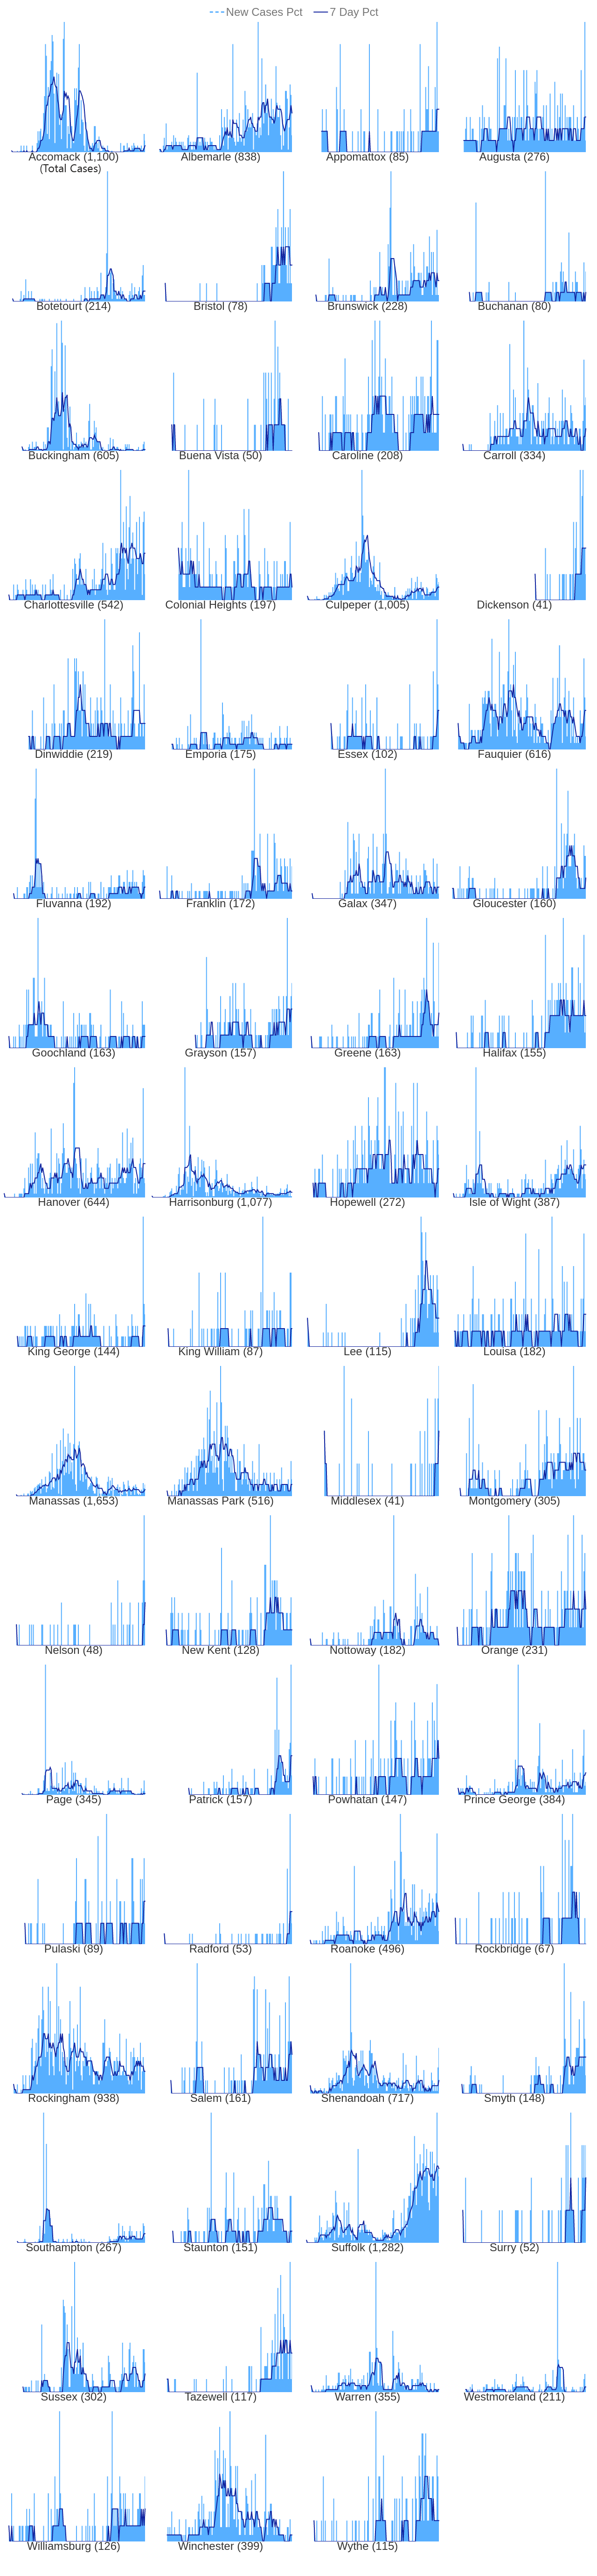 New Cases Pct 7 Day Pct
Accomack (1,100) Albemarle (838) Appomattox (85) Augusta (276)
(Total Cases)
Botetourt (214) Bristol (78) Brunswick (228) Buchanan (80)
Buckingham (605) Buena Vista (50) Caroline (208) Carroll (334)
Charlottesville (542) Colonial Heights (197) Culpeper (1,005) Dickenson (41)
Dinwiddie (219) Emporia (175) Essex (102) Fauquier (616)
Fluvanna (192) Franklin (172) Galax (347) Gloucester (160)
Goochland (163) Grayson (157) Greene (163) Halifax (155)
Hanover (644) Harrisonburg (1,077) Hopewell (272) Isle of Wight (387)
King George (144) King William (87) Lee (115) Louisa (182)
Manassas (1,653) Manassas Park (516) Middlesex (41) Montgomery (305)
Nelson (48) New Kent (128) Nottoway (182) Orange (231)
Page (345) Patrick (157) Powhatan (147) Prince George (384)
Pulaski (89) Radford (53) Roanoke (496) Rockbridge (67)
Rockingham (938) Salem (161) Shenandoah (717) Smyth (148)
Southampton (267) Staunton (151) Suffolk (1,282) Surry (52)
Sussex (302) Tazewell (117) Warren (355) Westmoreland (211)
Williamsburg (126) Winchester (399) Wythe (115)